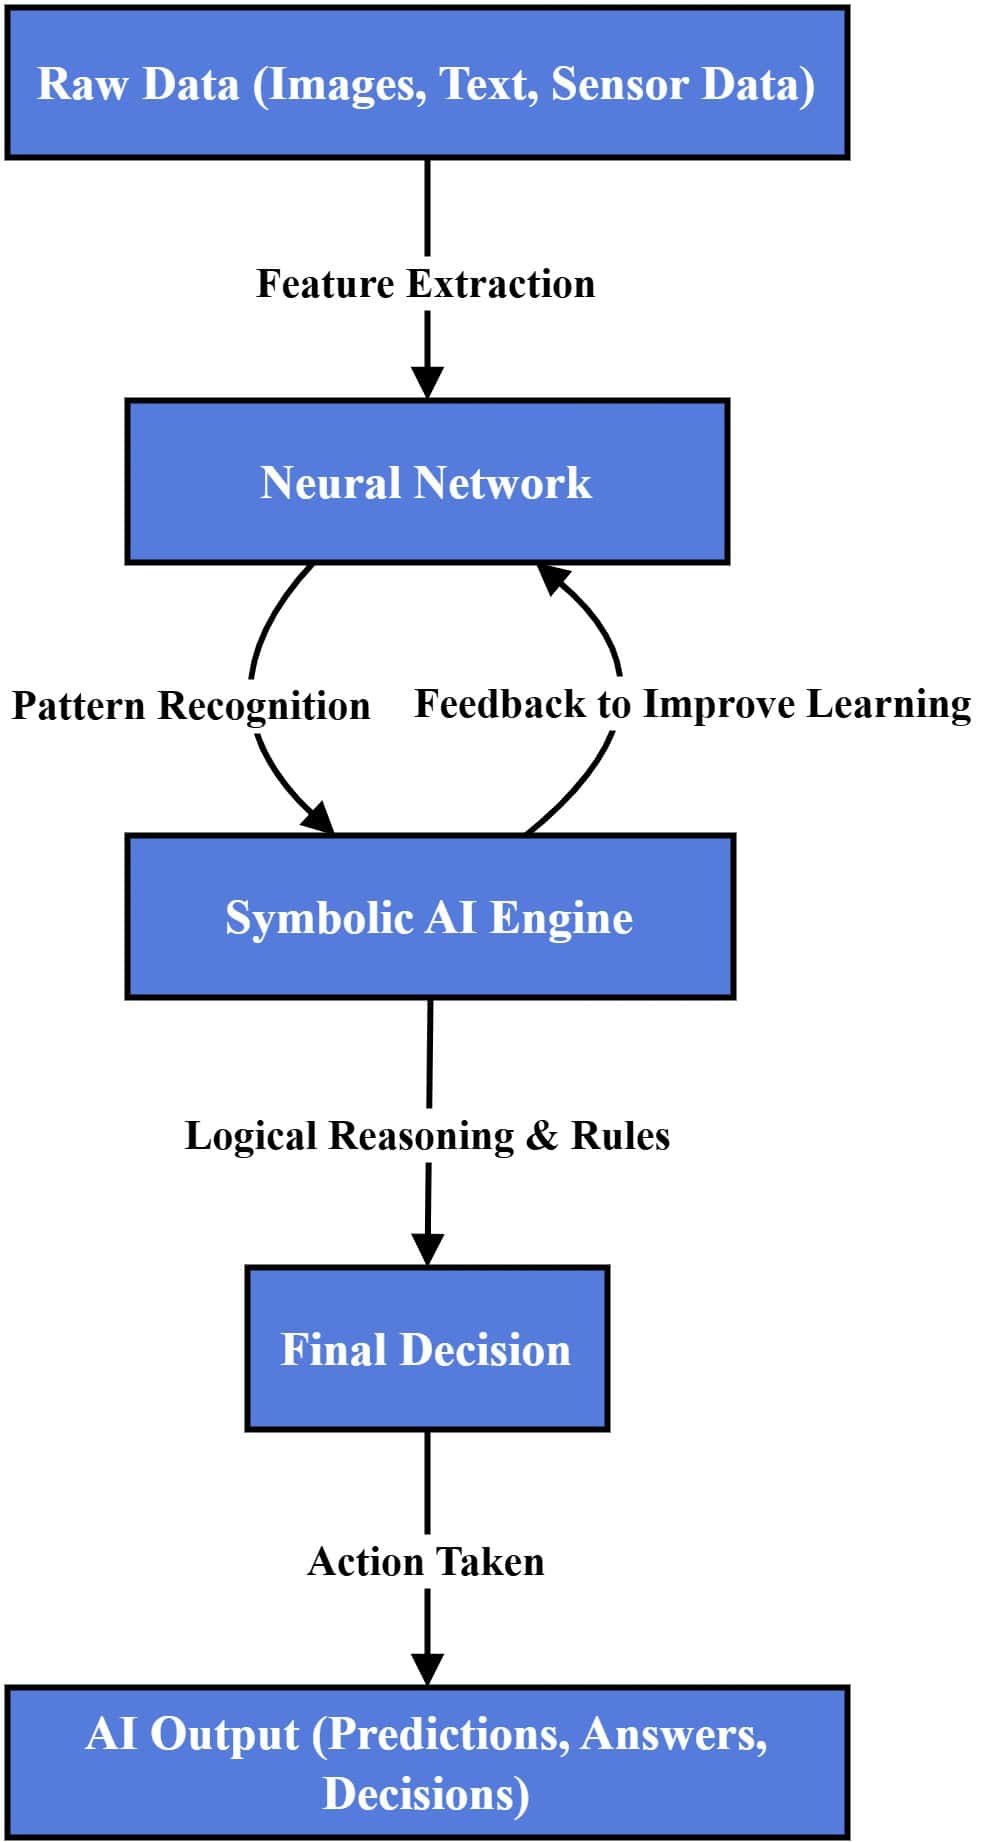 Raw Data (Images, Text, Sensor Data)
Feature Extraction
Neural Network
Pattern Recognition
Feedback to Improve Learning
Symbolic AI Engine
Logical Reasoning & Rules
Final Decision
Action Taken
AI Output (Predictions, Answers,
Decisions)